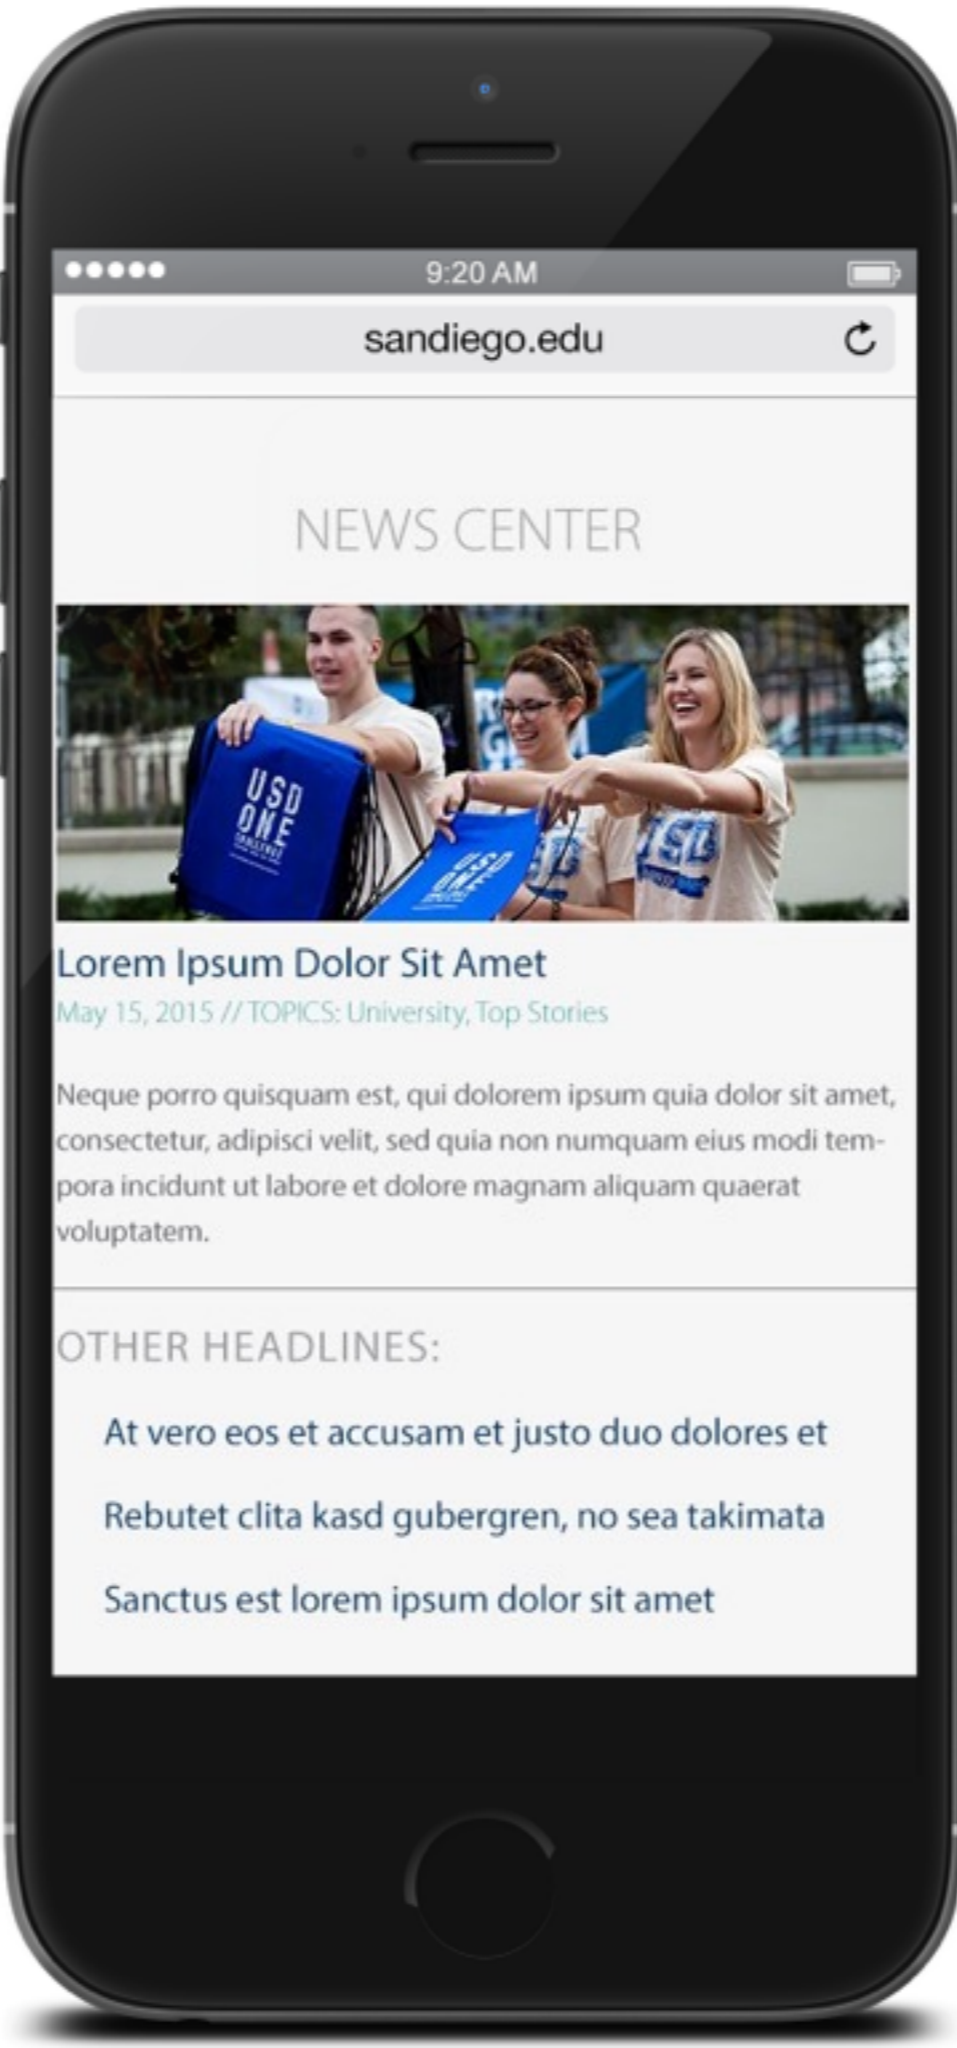 9:20 AM
sandiego.edu
NEWS CENTER
USD
ONE
CHALLENGE
Lorem Ipsum Dolor Sit Amet
May 15, 2015 // TOPICS: University, Top Stories
Neque porro quisquam est, qui dolorem ipsum quia dolor sit amet,
consectetur, adipisci velit, sed quia non numquam eius modi tem-
pora incidunt ut labore et dolore magnam aliquam quaerat
voluptatem.
OTHER HEADLINES:
At vero eos et accusam et justo duo dolores et
Rebutet clita kasd gubergren, no sea takimata
Sanctus est lorem ipsum dolor sit amet